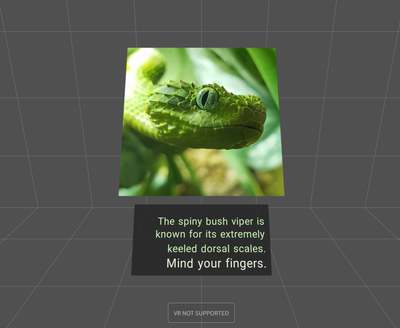 The spiny bush viper is
known for its extremely
keeled dorsal scales.
Mind your fingers.
VR NOT SUPPORTED